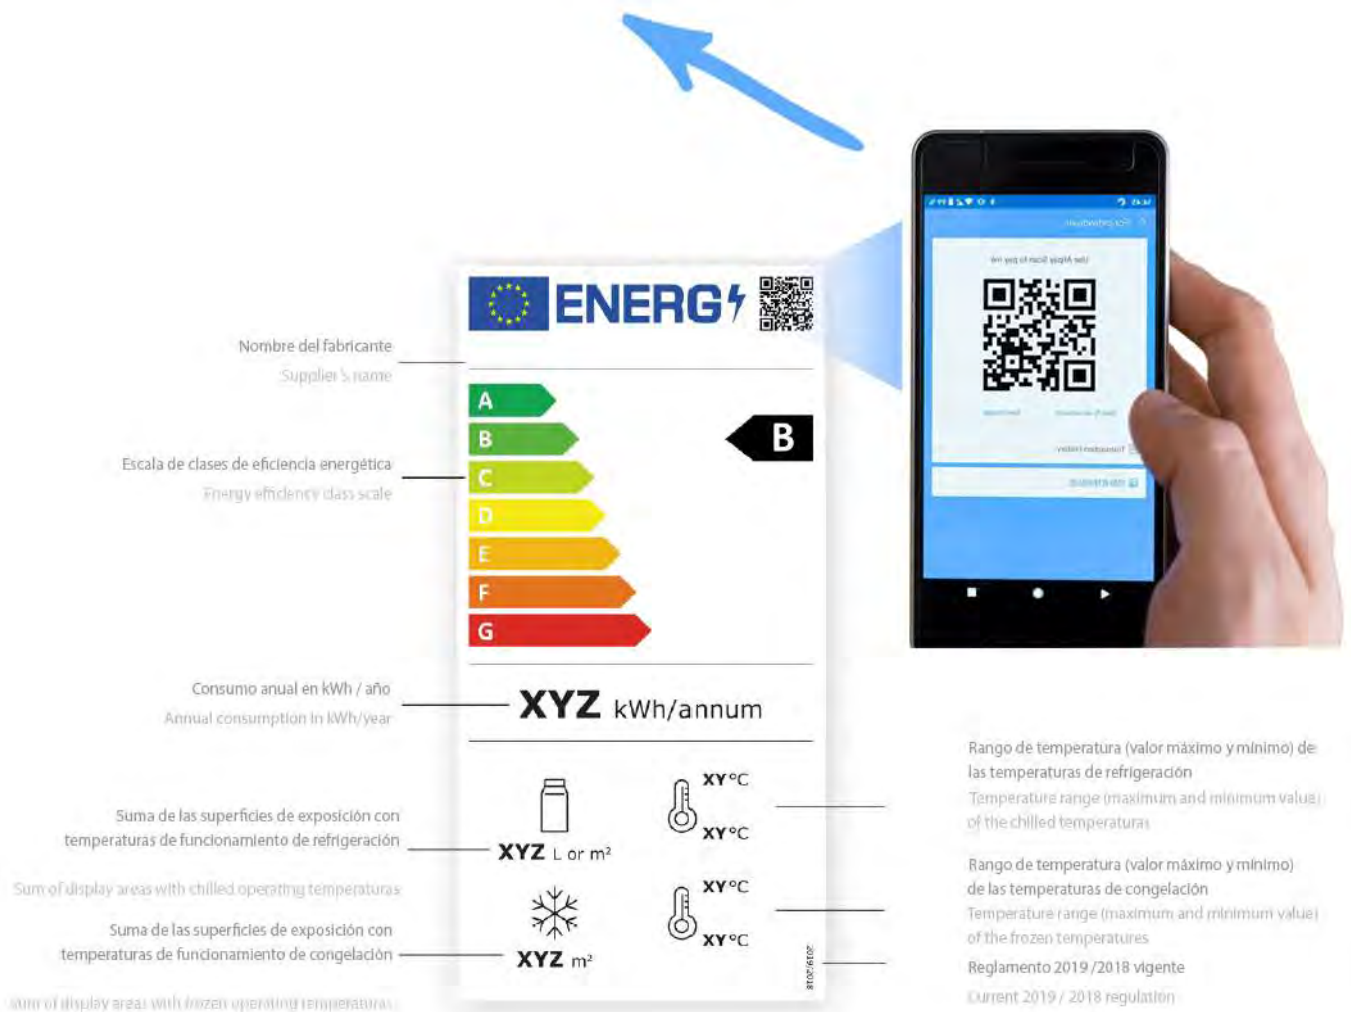 ENERG
Nombre del fabricante
Supplier's name
A
B
C
D
E
F
G
B
Escala de clases de eficiencia energética
Energy efficiency class scale
Consumo anual en kWh / año
Annual consumption in kWh/year
XYZ kWh/annum
Suma de las superficies de exposición con
temperaturas de funcionamiento de refrigeración
Sum of display areas with chilled operating temperatures
XYZ L or m²
XY°C
XY°C
Suma de las superficies de exposición con
temperaturas de funcionamiento de congelación
Sum of display areas with frozen operating temperatures
XYZ m²
XY°C
XY°C
2019/2018
Rango de temperatura (valor máximo y mínimo) de
las temperaturas de refrigeración
Temperature range (maximum and minimum value)
of the chilled temperaturas
Rango de temperatura (valor máximo y mínimo)
de las temperaturas de congelación
Temperature range (maximum and minimum value)
of the frozen temperatures
Reglamento 2019 /2018 vigente
Current 2019 / 2018 regulation